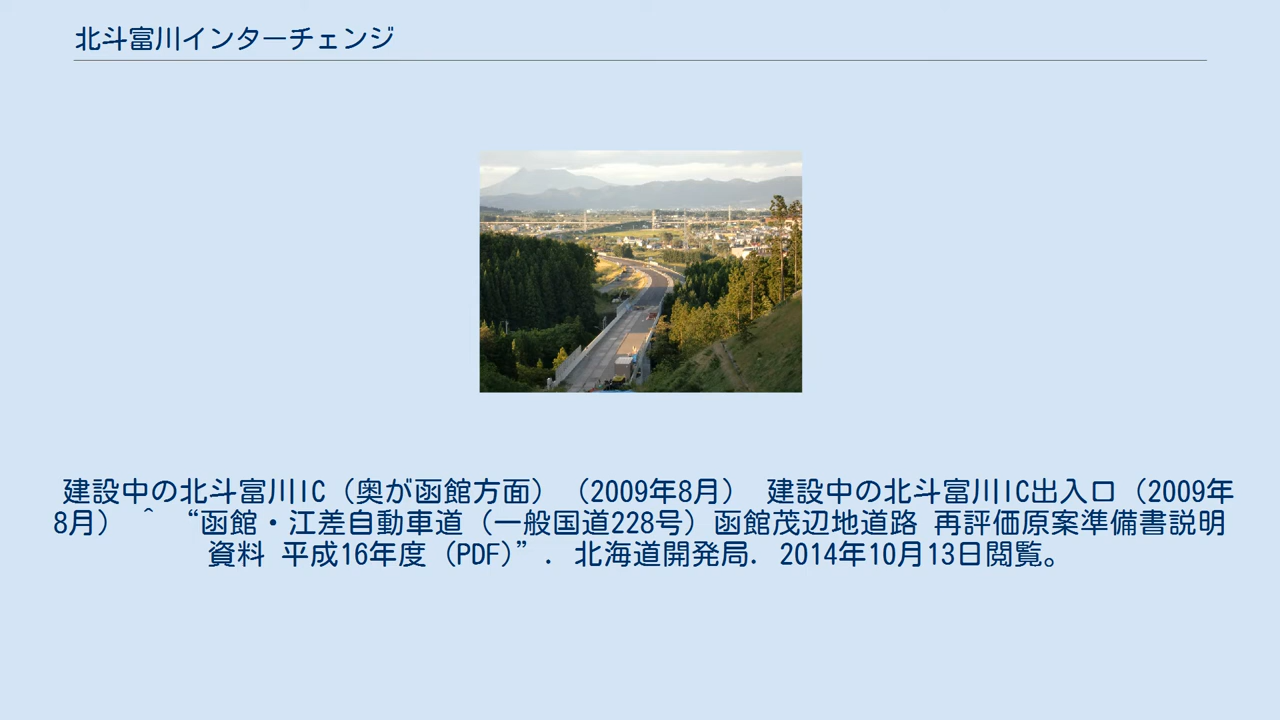 北斗富川インターチェンジ
建設中の北斗富川IC（奥が函館方面）（2009年8月） 建設中の北斗富川IC出入口（2009年
8月） ^ “函館・江差自動車道（一般国道228号）函館茂辺地道路 再評価原案準備書説明
資料 平成16年度（PDF）”. 北海道開発局. 2014年10月13日閲覧。